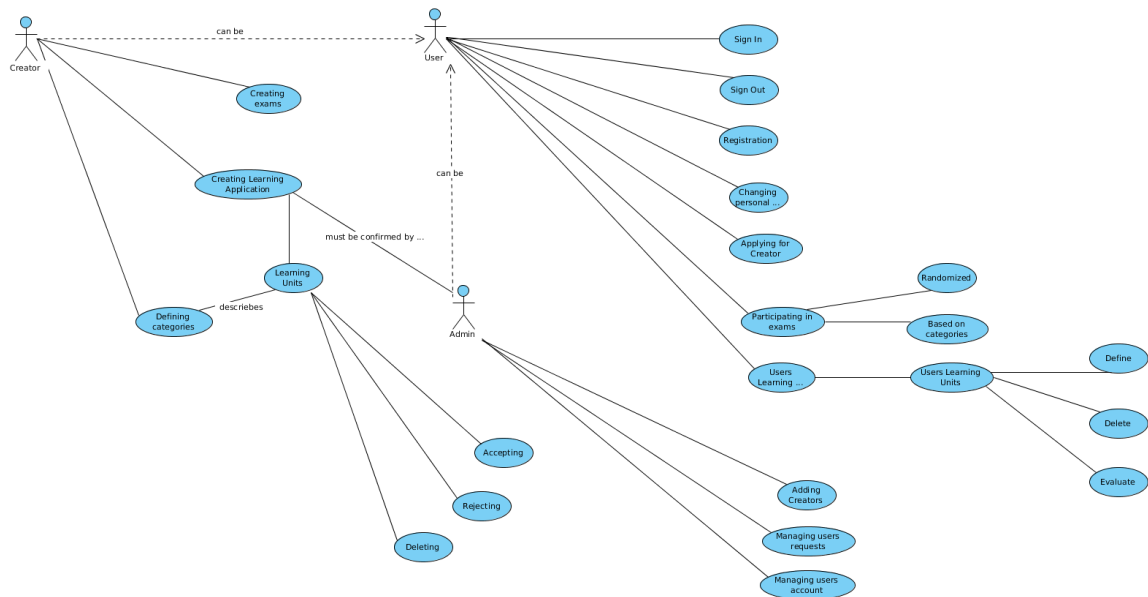 can be
Creator
User
Sign In
Creating
exams
Sign Out
Registration
can be
Creating Learning
Application
Changing
personal ...
must be confirmed by ...
Applying for
Creator
Learning
Units
Randomized
descriebes
Defining
categories
Admin
Participating in
exams
Based on
categories
Users
Learning ...
Users Learning
Units
Define
Delete
Accepting
Evaluate
Rejecting
Adding
Creators
Deleting
Managing users
requests
Managing users
account